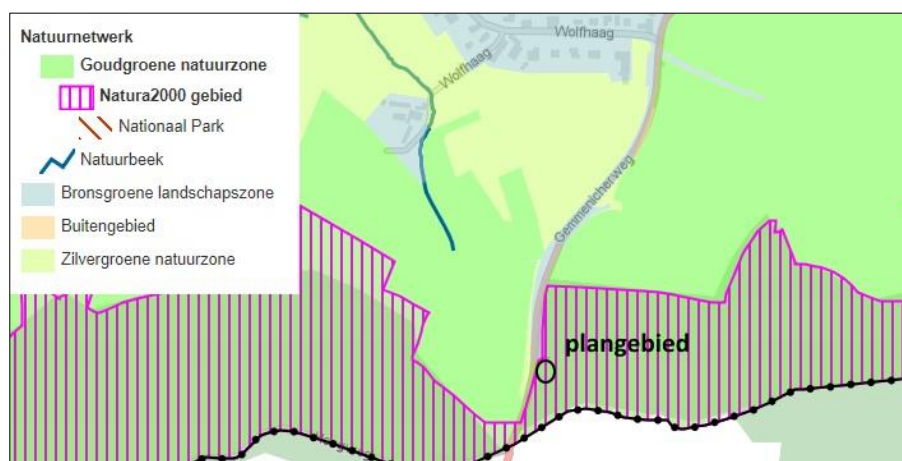 Natuurnetwerk
Goudgroene natuurzone
Natura2000 gebied
Nationaal Park
Natuurbeek
Bronsgroene landschapszone
Buitengebied
Zilvergroene natuurzone
Wolfhaag
Wolfhaag
Gemmenicherweg
plangebied